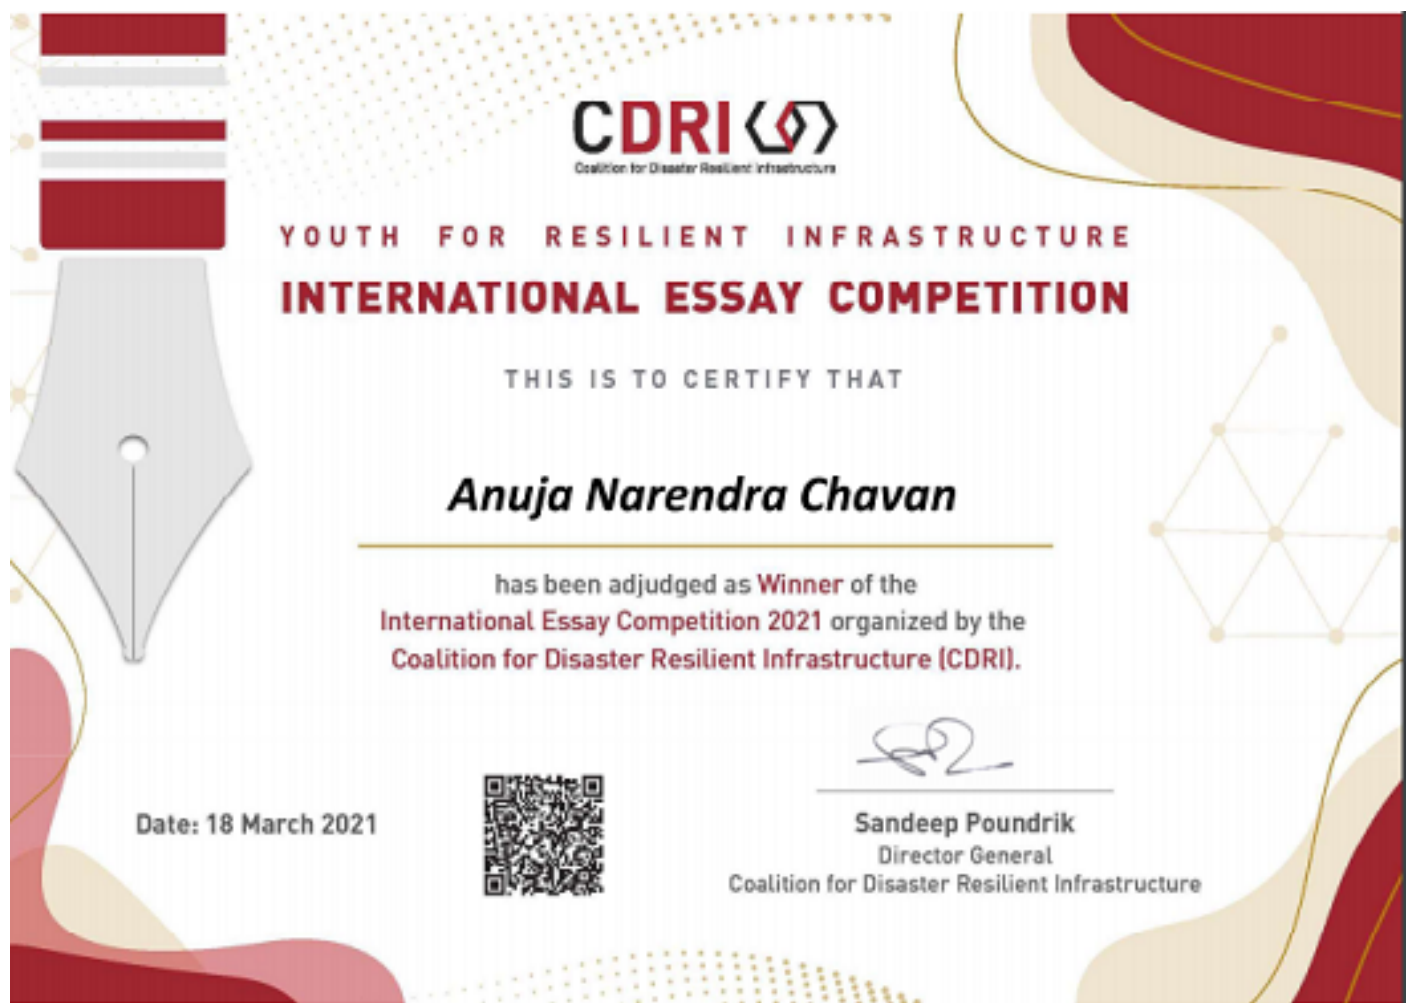 CDRI
Coalition for Disaster Resilient Infrastructure
YOUTH FOR RESILIENT INFRASTRUCTURE
INTERNATIONAL ESSAY COMPETITION
THIS IS TO CERTIFY THAT
Anuja Narendra Chavan
has been adjudged as Winner of the
International Essay Competition 2021 organized by the
Coalition for Disaster Resilient Infrastructure (CDRI).
Date: 18 March 2021
Sandeep Poundrik
Director General
Coalition for Disaster Resilient Infrastructure